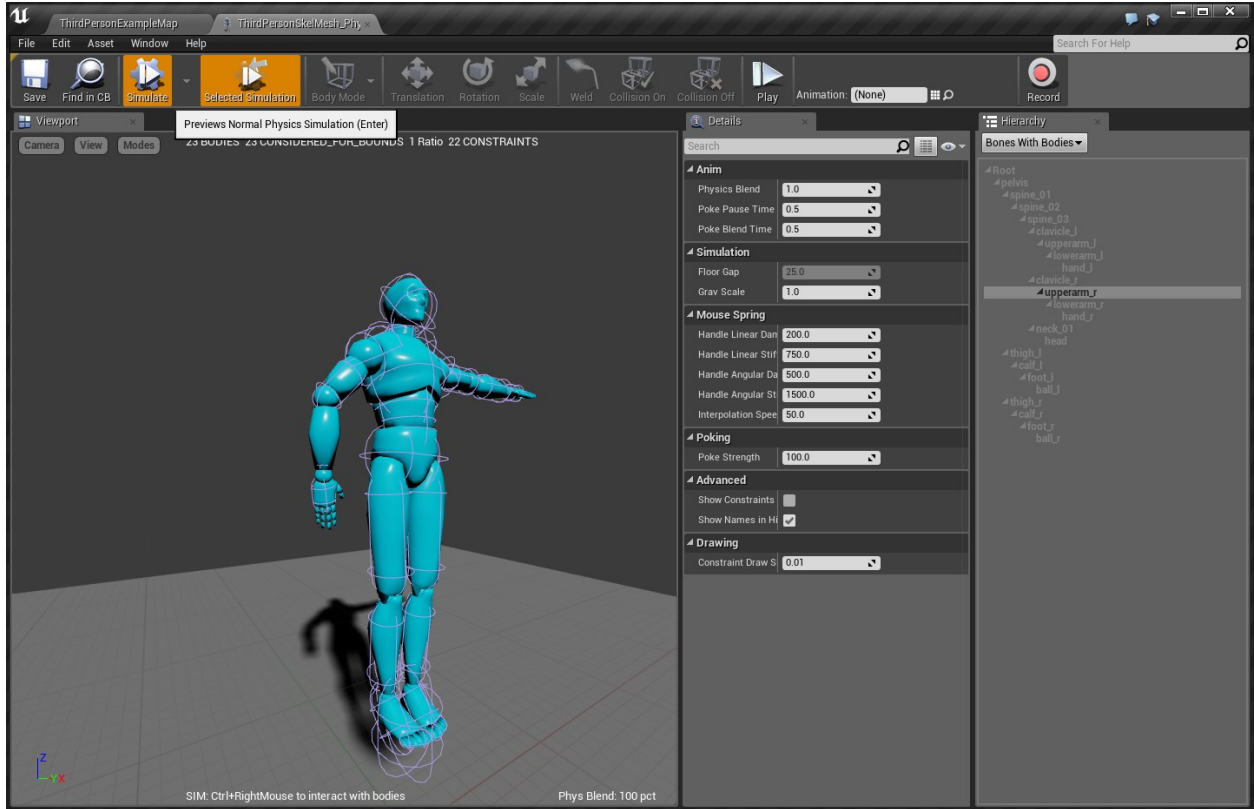 ThirdPersonExampleMap
ThirdPersonSkelMesh_Phy
File Edit Asset Window Help
Search For Help
Save Find in CB Simulate Selected Simulation Body Mode Translation Rotation Scale Weld Collision On Collision Off Play Animation: (None) Record
Viewport
Previews Normal Physics Simulation (Enter)
Camera View Modes
23 BODIES 23 CONSIDERED_FOR_BOUNDS 1 Ratio 22 CONSTRAINTS
SIM: Ctrl+RightMouse to interact with bodies
Phys Blend: 100 pct
Z
Y X
Details
Search
Anim
Physics Blend 1.0
Poke Pause Time 0.5
Poke Blend Time 0.5
Simulation
Floor Gap 25.0
Grav Scale 1.0
Mouse Spring
Handle Linear Dan 200.0
Handle Linear Stif 750.0
Handle Angular Da 500.0
Handle Angular St 1500.0
Interpolation Spee 50.0
Poking
Poke Strength 100.0
Advanced
Show Constraints
Show Names in Hi
Drawing
Constraint Draw S 0.01
Hierarchy
Bones With Bodies
Root
pelvis
spine_01
spine_02
spine_03
clavicle_l
upperarm_l
lowerarm_l
hand_l
clavicle_r
upperarm_r
lowerarm_r
hand_r
neck_01
head
thigh_l
calf_l
foot_l
ball_l
thigh_r
calf_r
foot_r
ball_r